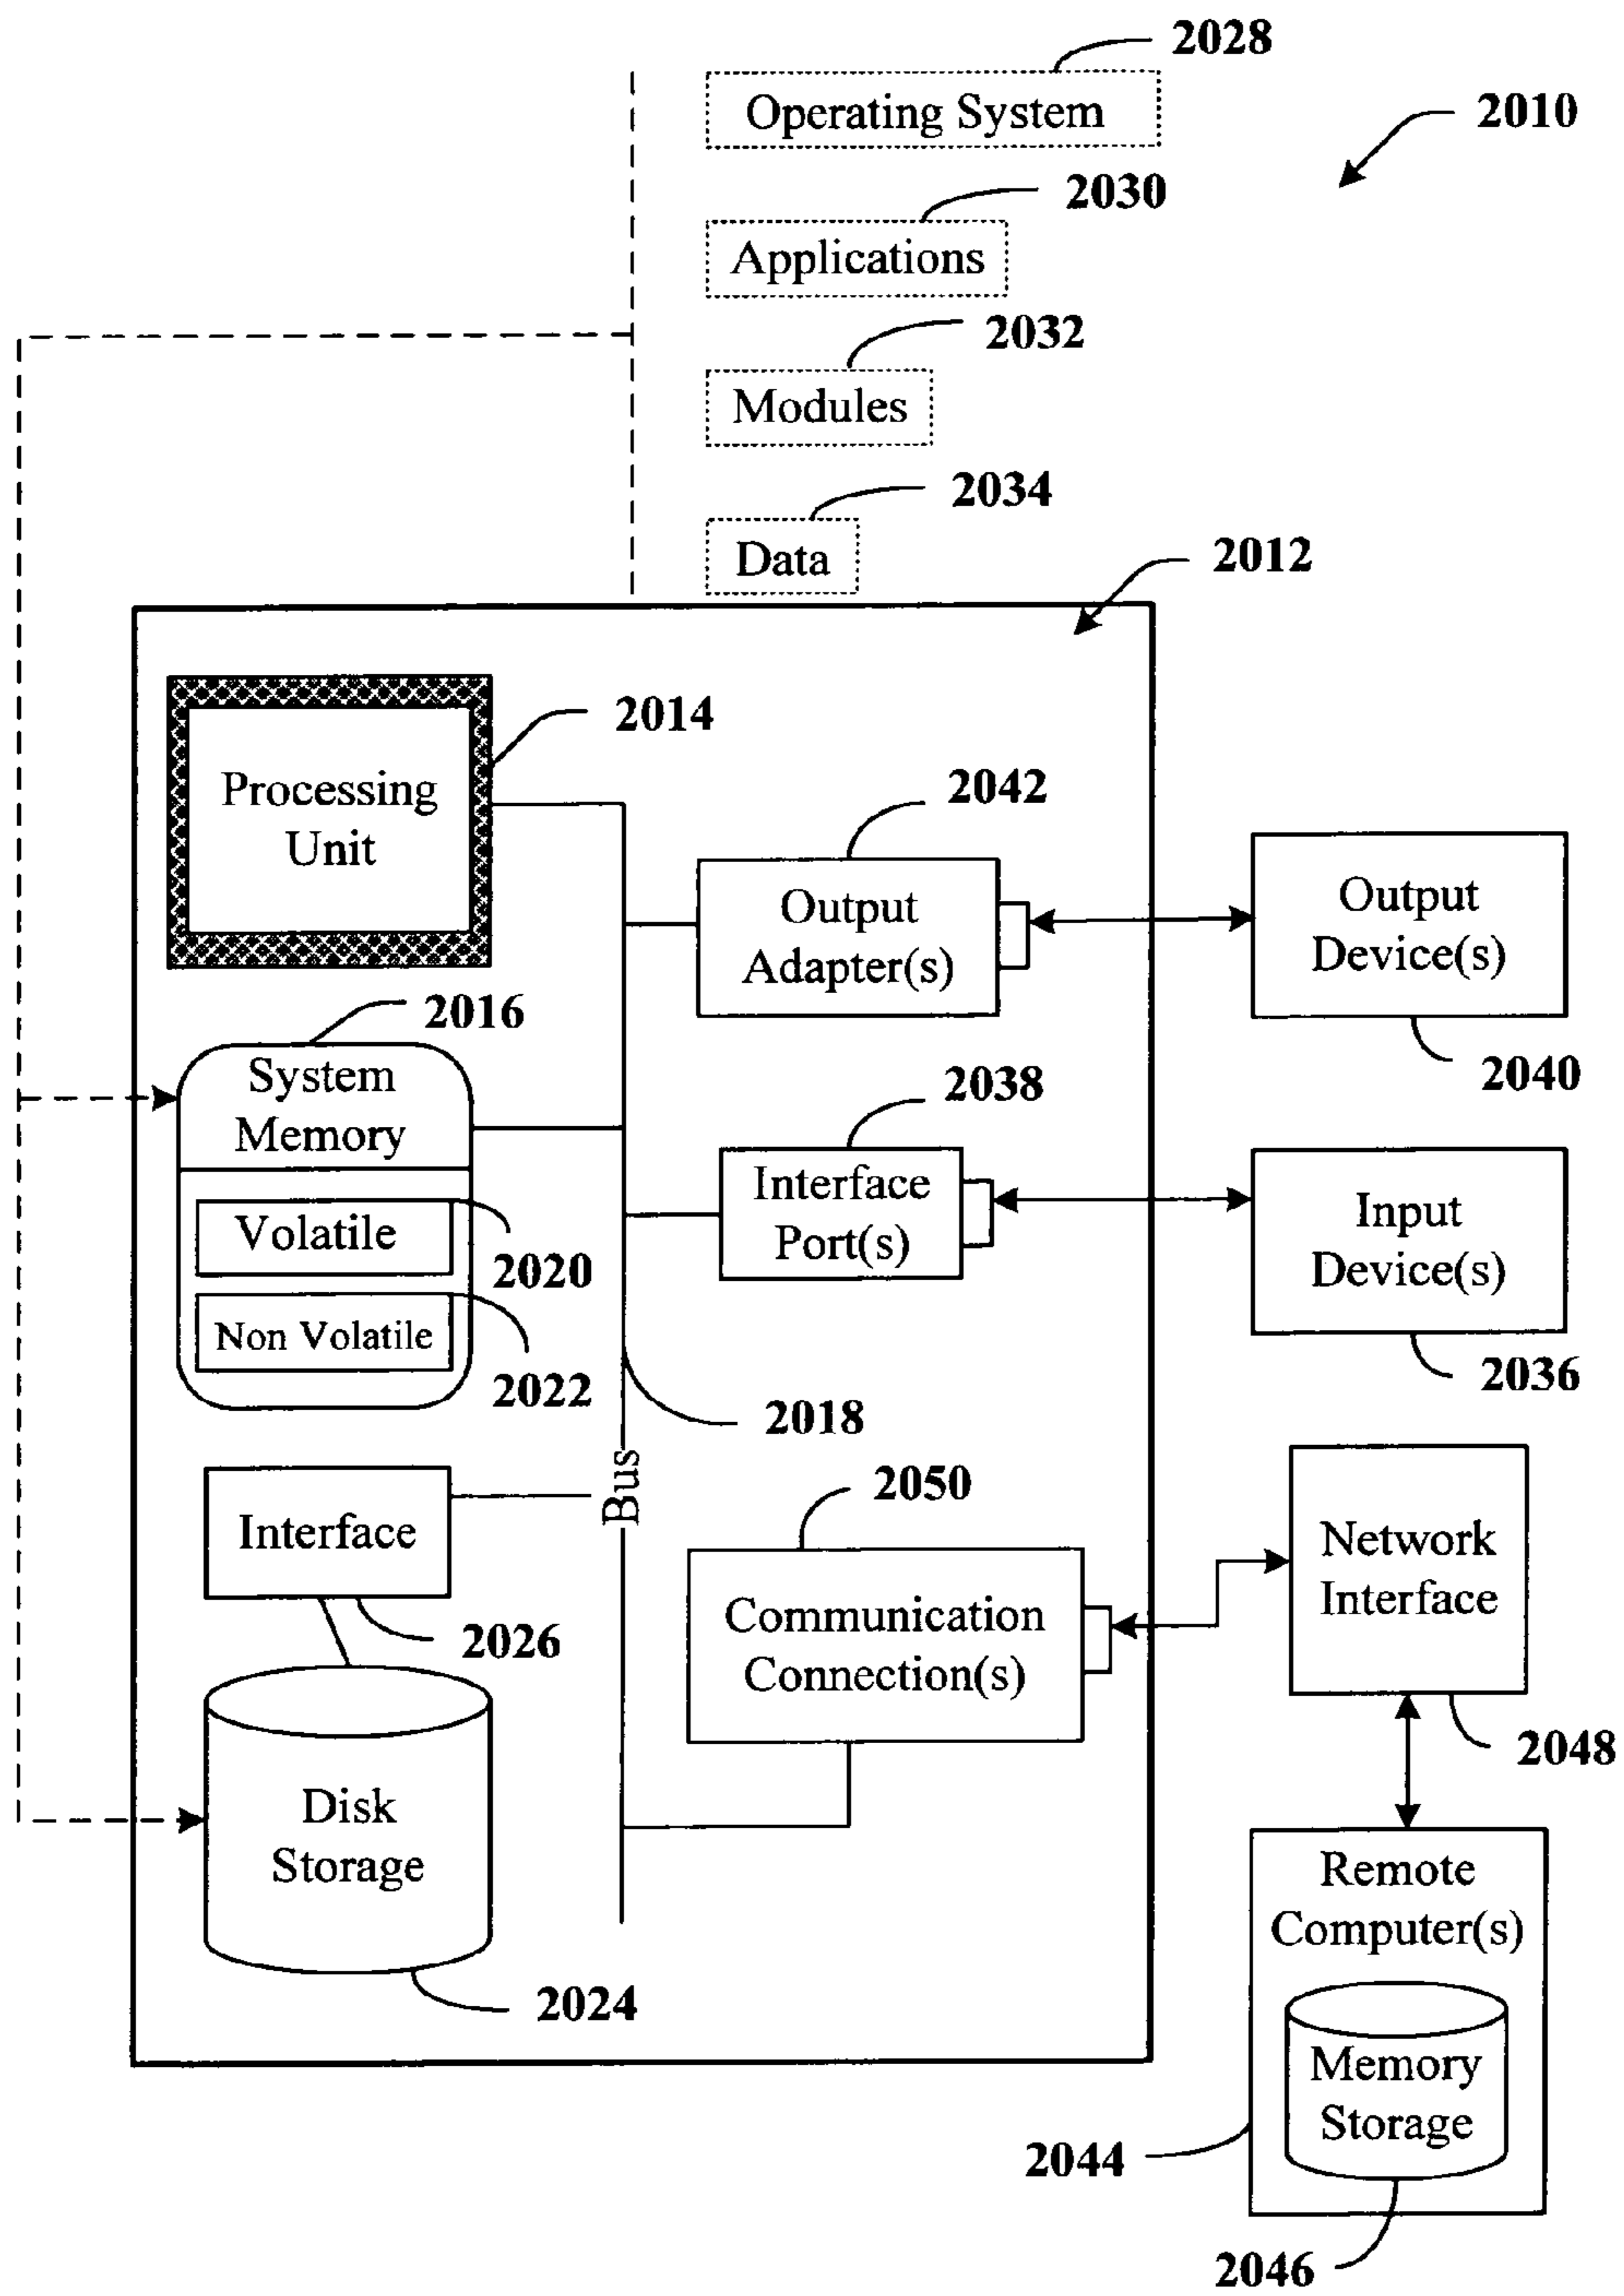 2028
Operating System
2010
2030
Applications
2032
Modules
2034
Data
2012
2014
Processing
Unit
2042
Output
Adapter(s)
Output
Device(s)
2040
2016
System
Memory
Volatile
2020
Non Volatile
2022
2038
Interface
Port(s)
Input
Device(s)
2036
2018
Bus
Interface
2026
2050
Communication
Connection(s)
Network
Interface
2048
Disk
Storage
2024
Remote
Computer(s)
Memory
Storage
2044
2046